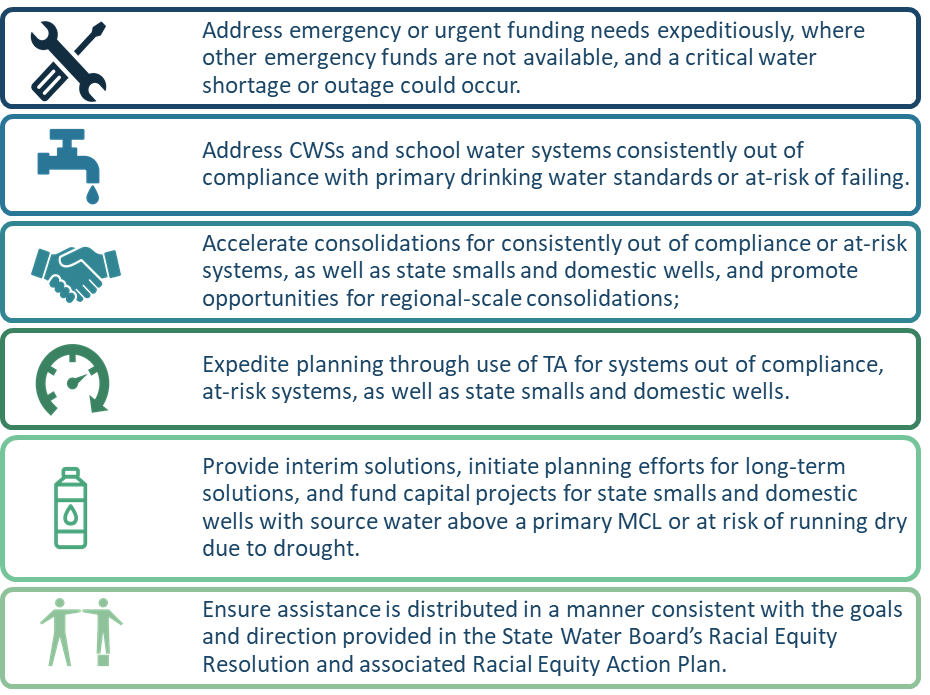 Address emergency or urgent funding needs expeditiously, where
other emergency funds are not available, and a critical water
shortage or outage could occur.
Address CWSs and school water systems consistently out of
compliance with primary drinking water standards or at-risk of failing.
Accelerate consolidations for consistently out of compliance or at-risk
systems, as well as state smalls and domestic wells, and promote
opportunities for regional-scale consolidations;
Expedite planning through use of TA for systems out of compliance,
at-risk systems, as well as state smalls and domestic wells.
Provide interim solutions, initiate planning efforts for long-term
solutions, and fund capital projects for state smalls and domestic
wells with source water above a primary MCL or at risk of running dry
due to drought.
Ensure assistance is distributed in a manner consistent with the goals
and direction provided in the State Water Board’s Racial Equity
Resolution and associated Racial Equity Action Plan.